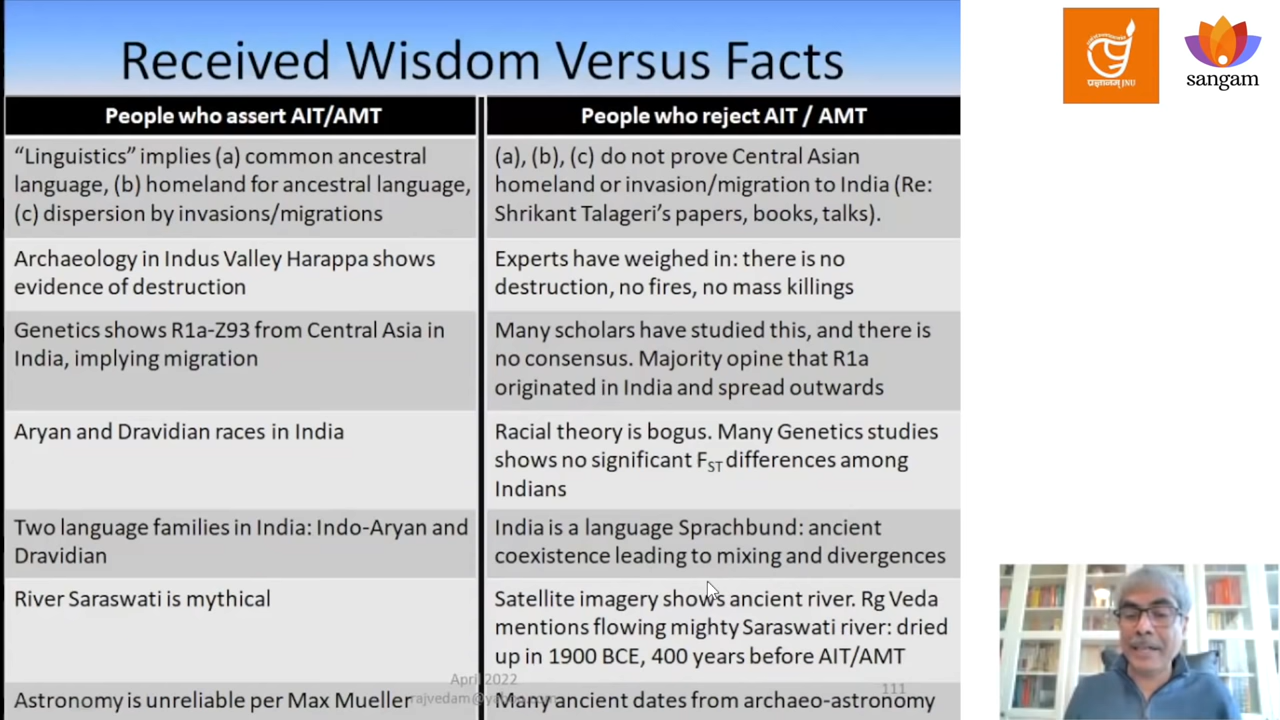 Received Wisdom Versus Facts
People who assert AIT/AMT
People who reject AIT / AMT
“Linguistics” implies (a) common ancestral
language, (b) homeland for ancestral language,
(c) dispersion by invasions/migrations
(a), (b), (c) do not prove Central Asian
homeland or invasion/migration to India (Re:
Shrikant Talageri’s papers, books, talks).
Archaeology in Indus Valley Harappa shows
evidence of destruction
Experts have weighed in: there is no
destruction, no fires, no mass killings
Genetics shows R1a-Z93 from Central Asia in
India, implying migration
Many scholars have studied this, and there is
no consensus. Majority opine that R1a
originated in India and spread outwards
Aryan and Dravidian races in India
Racial theory is bogus. Many Genetics studies
shows no significant FST differences among
Indians
Two language families in India: Indo-Aryan and
Dravidian
India is a language Sprachbund: ancient
coexistence leading to mixing and divergences
River Saraswati is mythical
Satellite imagery shows ancient river. Rg Veda
mentions flowing mighty Saraswati river: dried
up in 1900 BCE, 400 years before AIT/AMT
Astronomy is unreliable per Max Mueller
Many ancient dates from archaeo-astronomy
April 2022
111
JNU
sangam